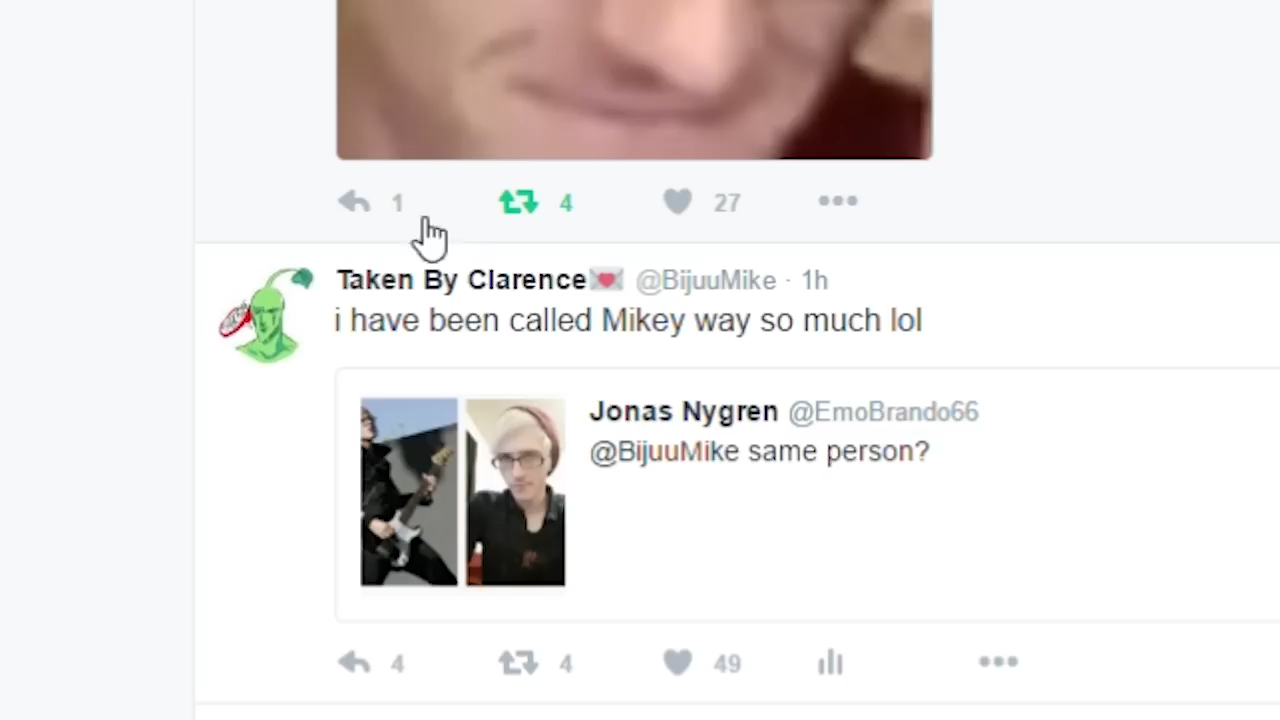 1 4 27
Taken By Clarence💌 @BijuuMike · 1h
i have been called Mikey way so much lol
Jonas Nygren @EmoBrando66
@BijuuMike same person?
4 4 49